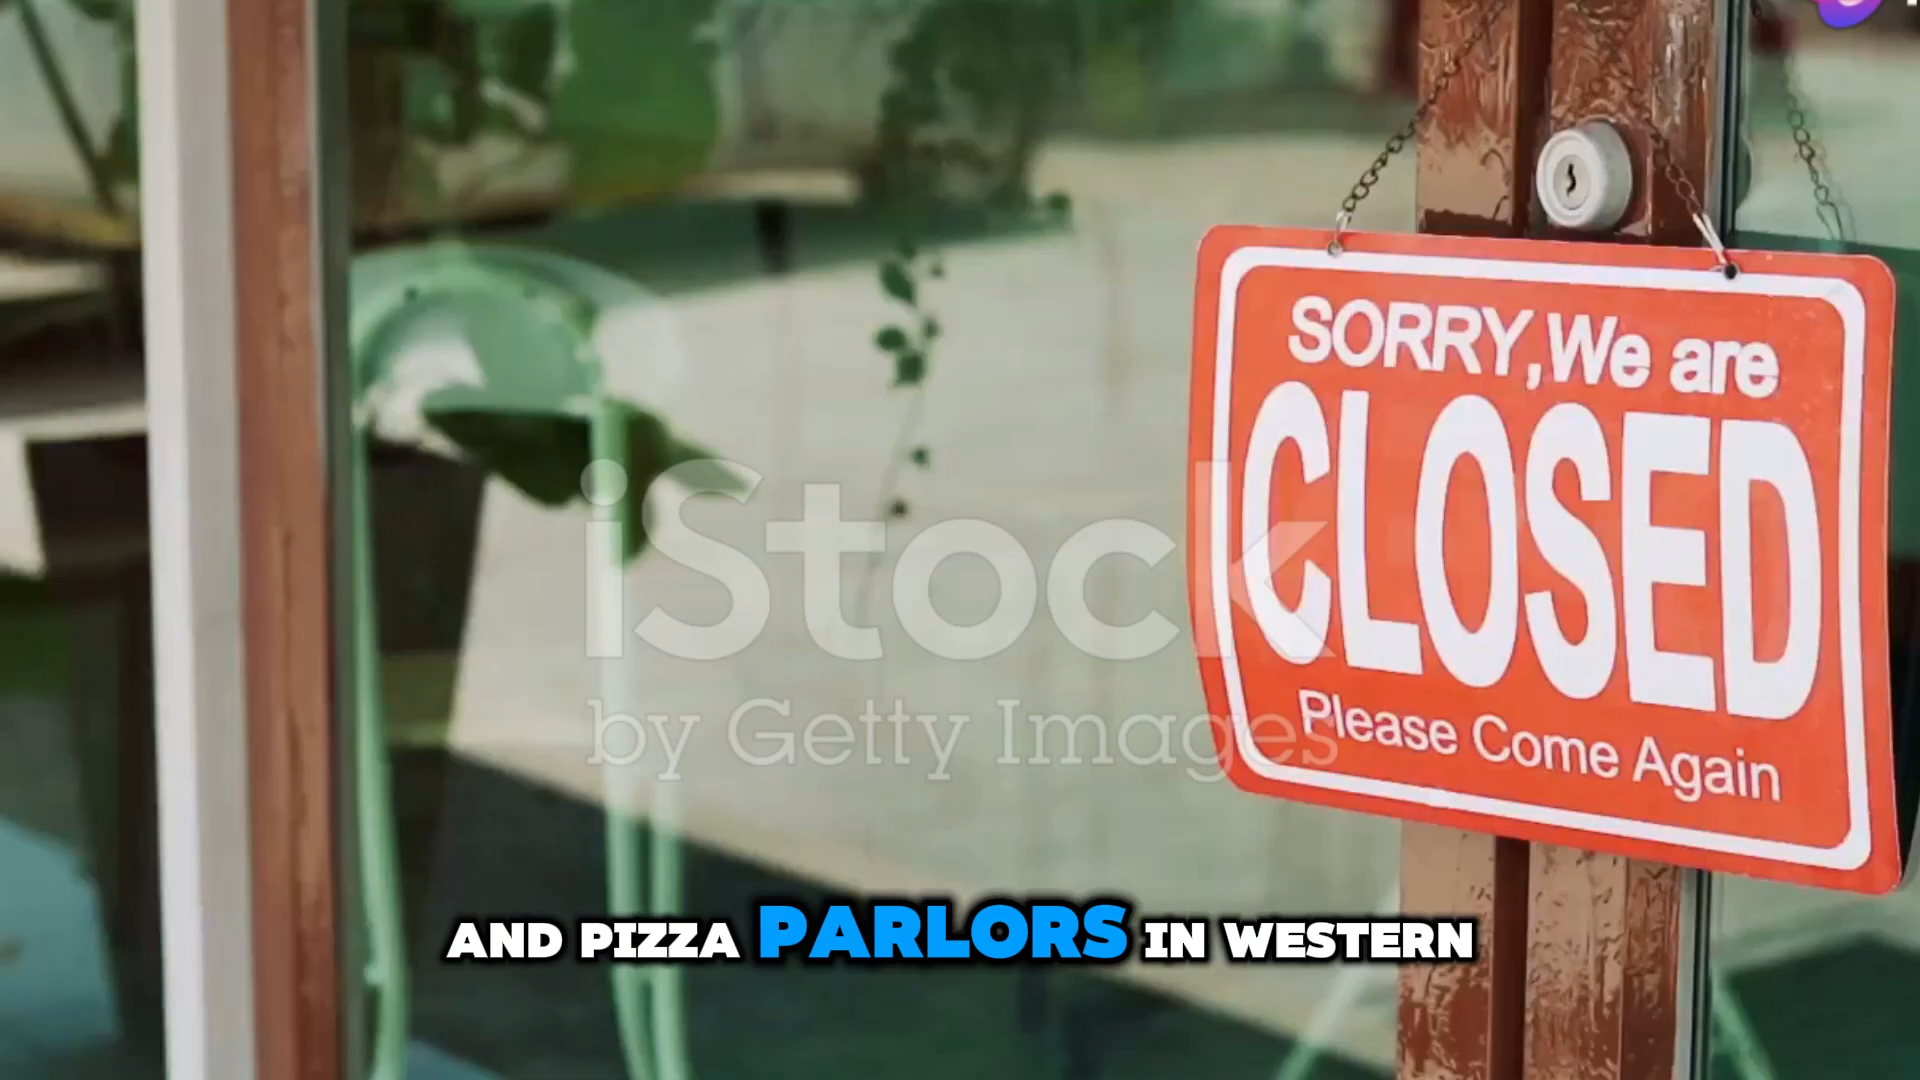 SORRY, We are
CLOSED
Please Come Again
iStock
by Getty Images
AND PIZZA PARLORS IN WESTERN